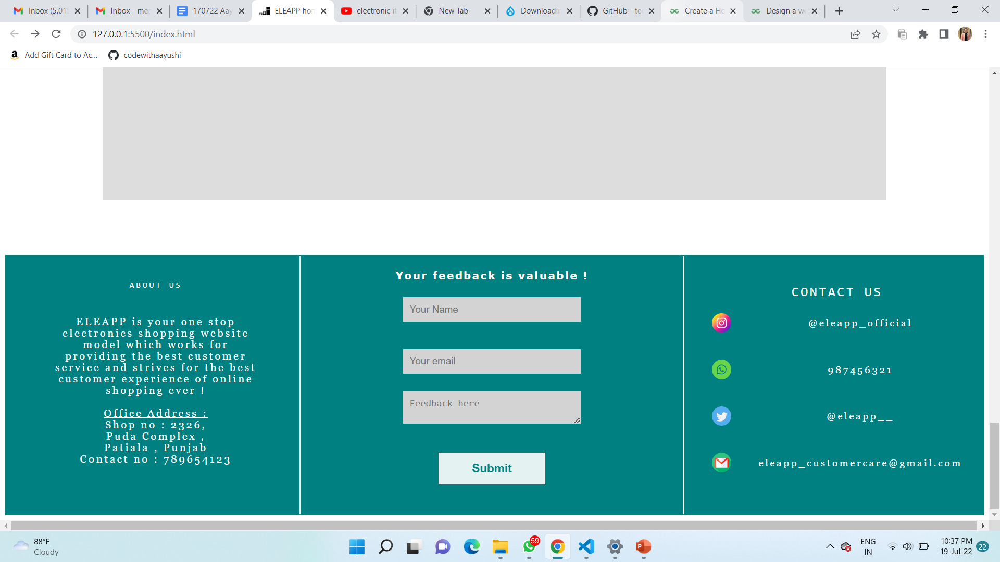 Inbox (5,015
Inbox - mer
170722 Aay
ELEAPP hon
electronic it
New Tab
Downloadin
GitHub - te
Create a Ho
Design a we
127.0.0.1:5500/index.html
Add Gift Card to Ac...
codewithaayushi
ABOUT US
ELEAPP is your one stop
electronics shopping website
model which works for
providing the best customer
service and strives for the best
customer experience of online
shopping ever !
Office Address :
Shop no : 2326,
Puda Complex ,
Patiala , Punjab
Contact no : 789654123
Your feedback is valuable !
Your Name
Your email
Feedback here
Submit
CONTACT US
@eleapp_official
987456321
@eleapp__
eleapp_customercare@gmail.com
88°F
Cloudy
59
ENG
IN
10:37 PM
19-Jul-22
22